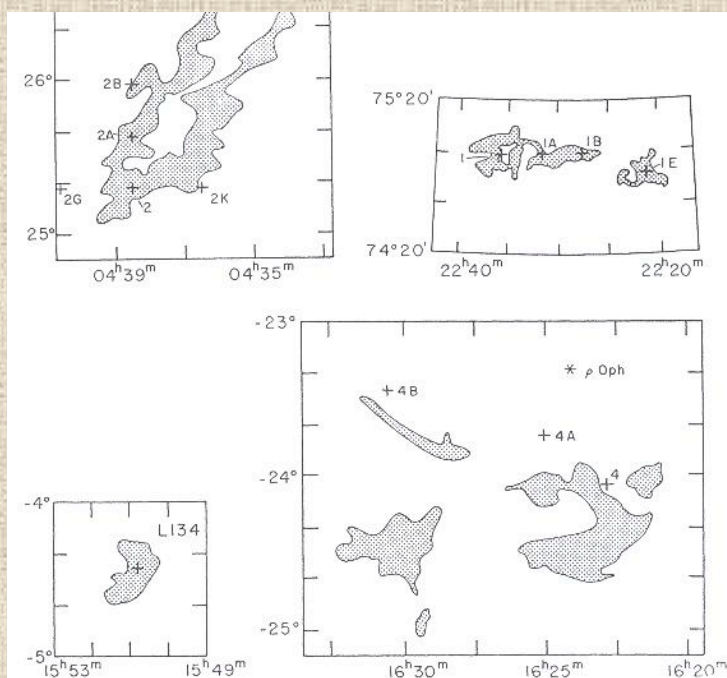 26°
2B
2A
2G
2
2K
25°
04ʰ39ᵐ
04ʰ35ᵐ
75°20'
1
1A
1B
1E
74°20'
22ʰ40ᵐ
22ʰ20ᵐ
-23°
* ρ Oph
4B
4A
-24°
4
-25°
16ʰ30ᵐ
16ʰ25ᵐ
16ʰ20ᵐ
-4°
L134
-5°
15ʰ53ᵐ
15ʰ49ᵐ